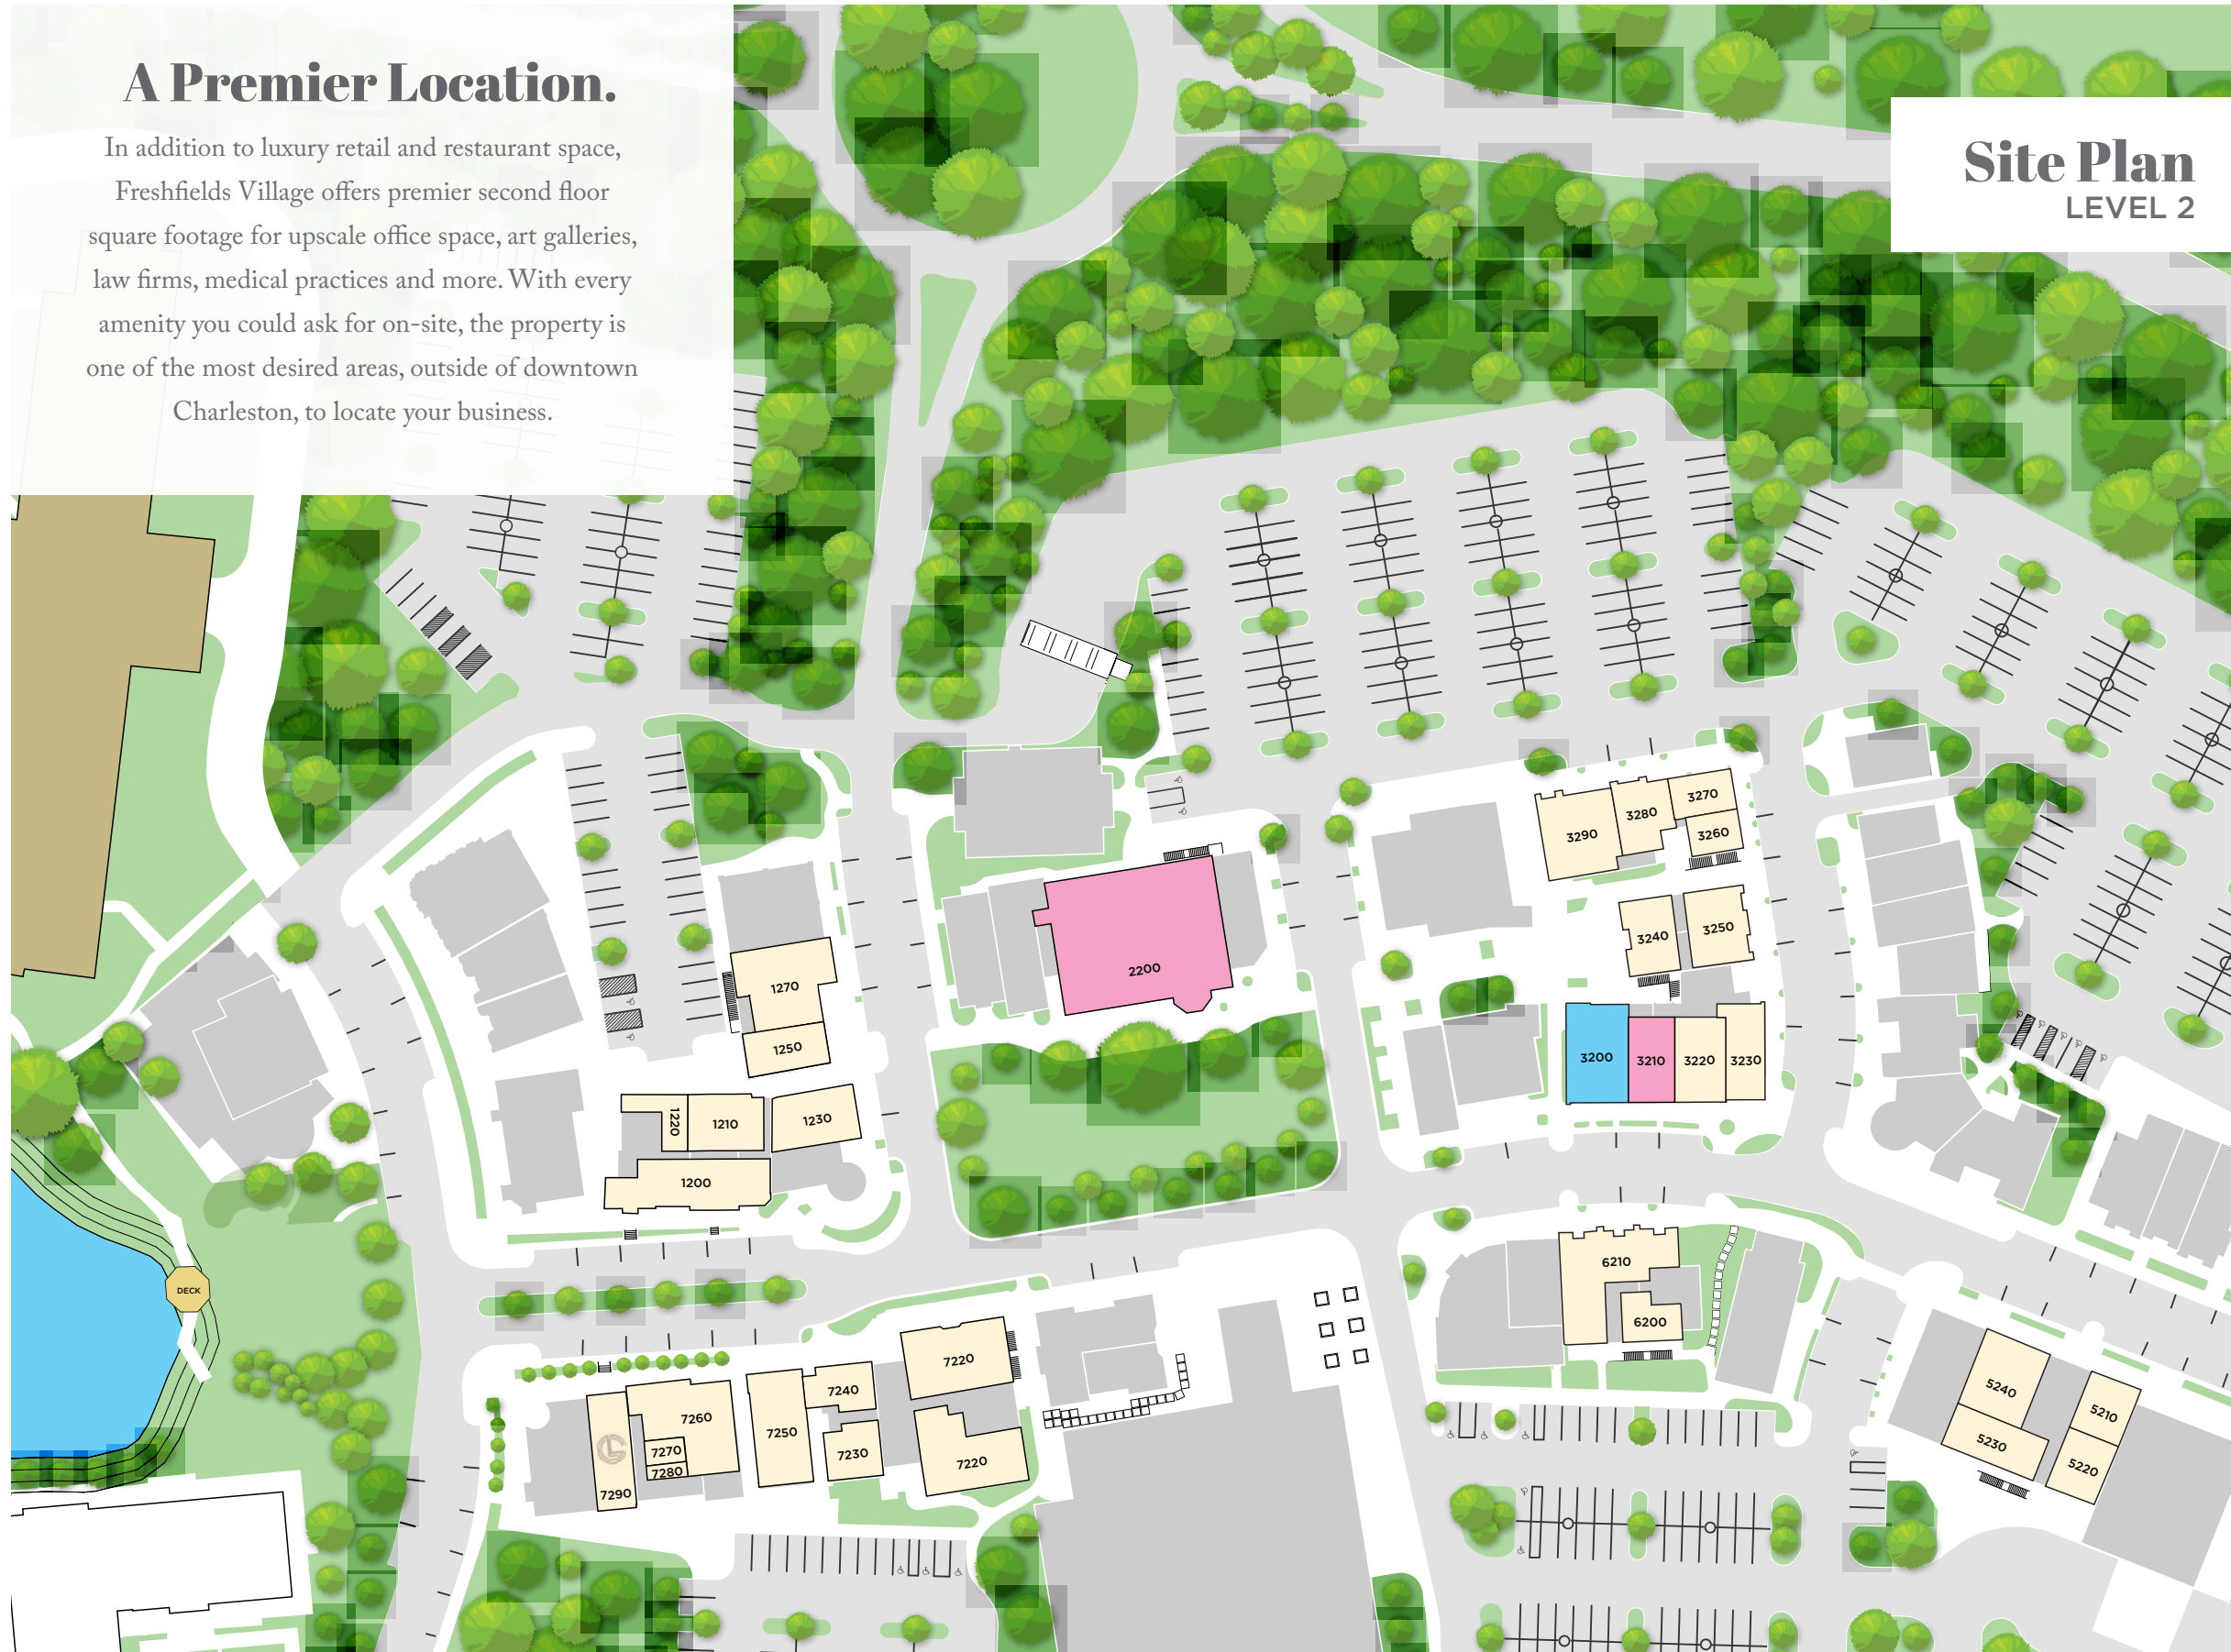 A Premier Location.
In addition to luxury retail and restaurant space,
Freshfields Village offers premier second floor
square footage for upscale office space, art galleries,
law firms, medical practices and more. With every
amenity you could ask for on-site, the property is
one of the most desired areas, outside of downtown
Charleston, to locate your business.
Site Plan
LEVEL 2
3270
3280
3290
3260
3250
3240
2200
1270
1250
3200
3210
3220
3230
1220
1210
1230
1200
6210
6200
DECK
7220
7240
7260
7250
7270
7230
7280
7220
7290
5240
5210
5230
5220